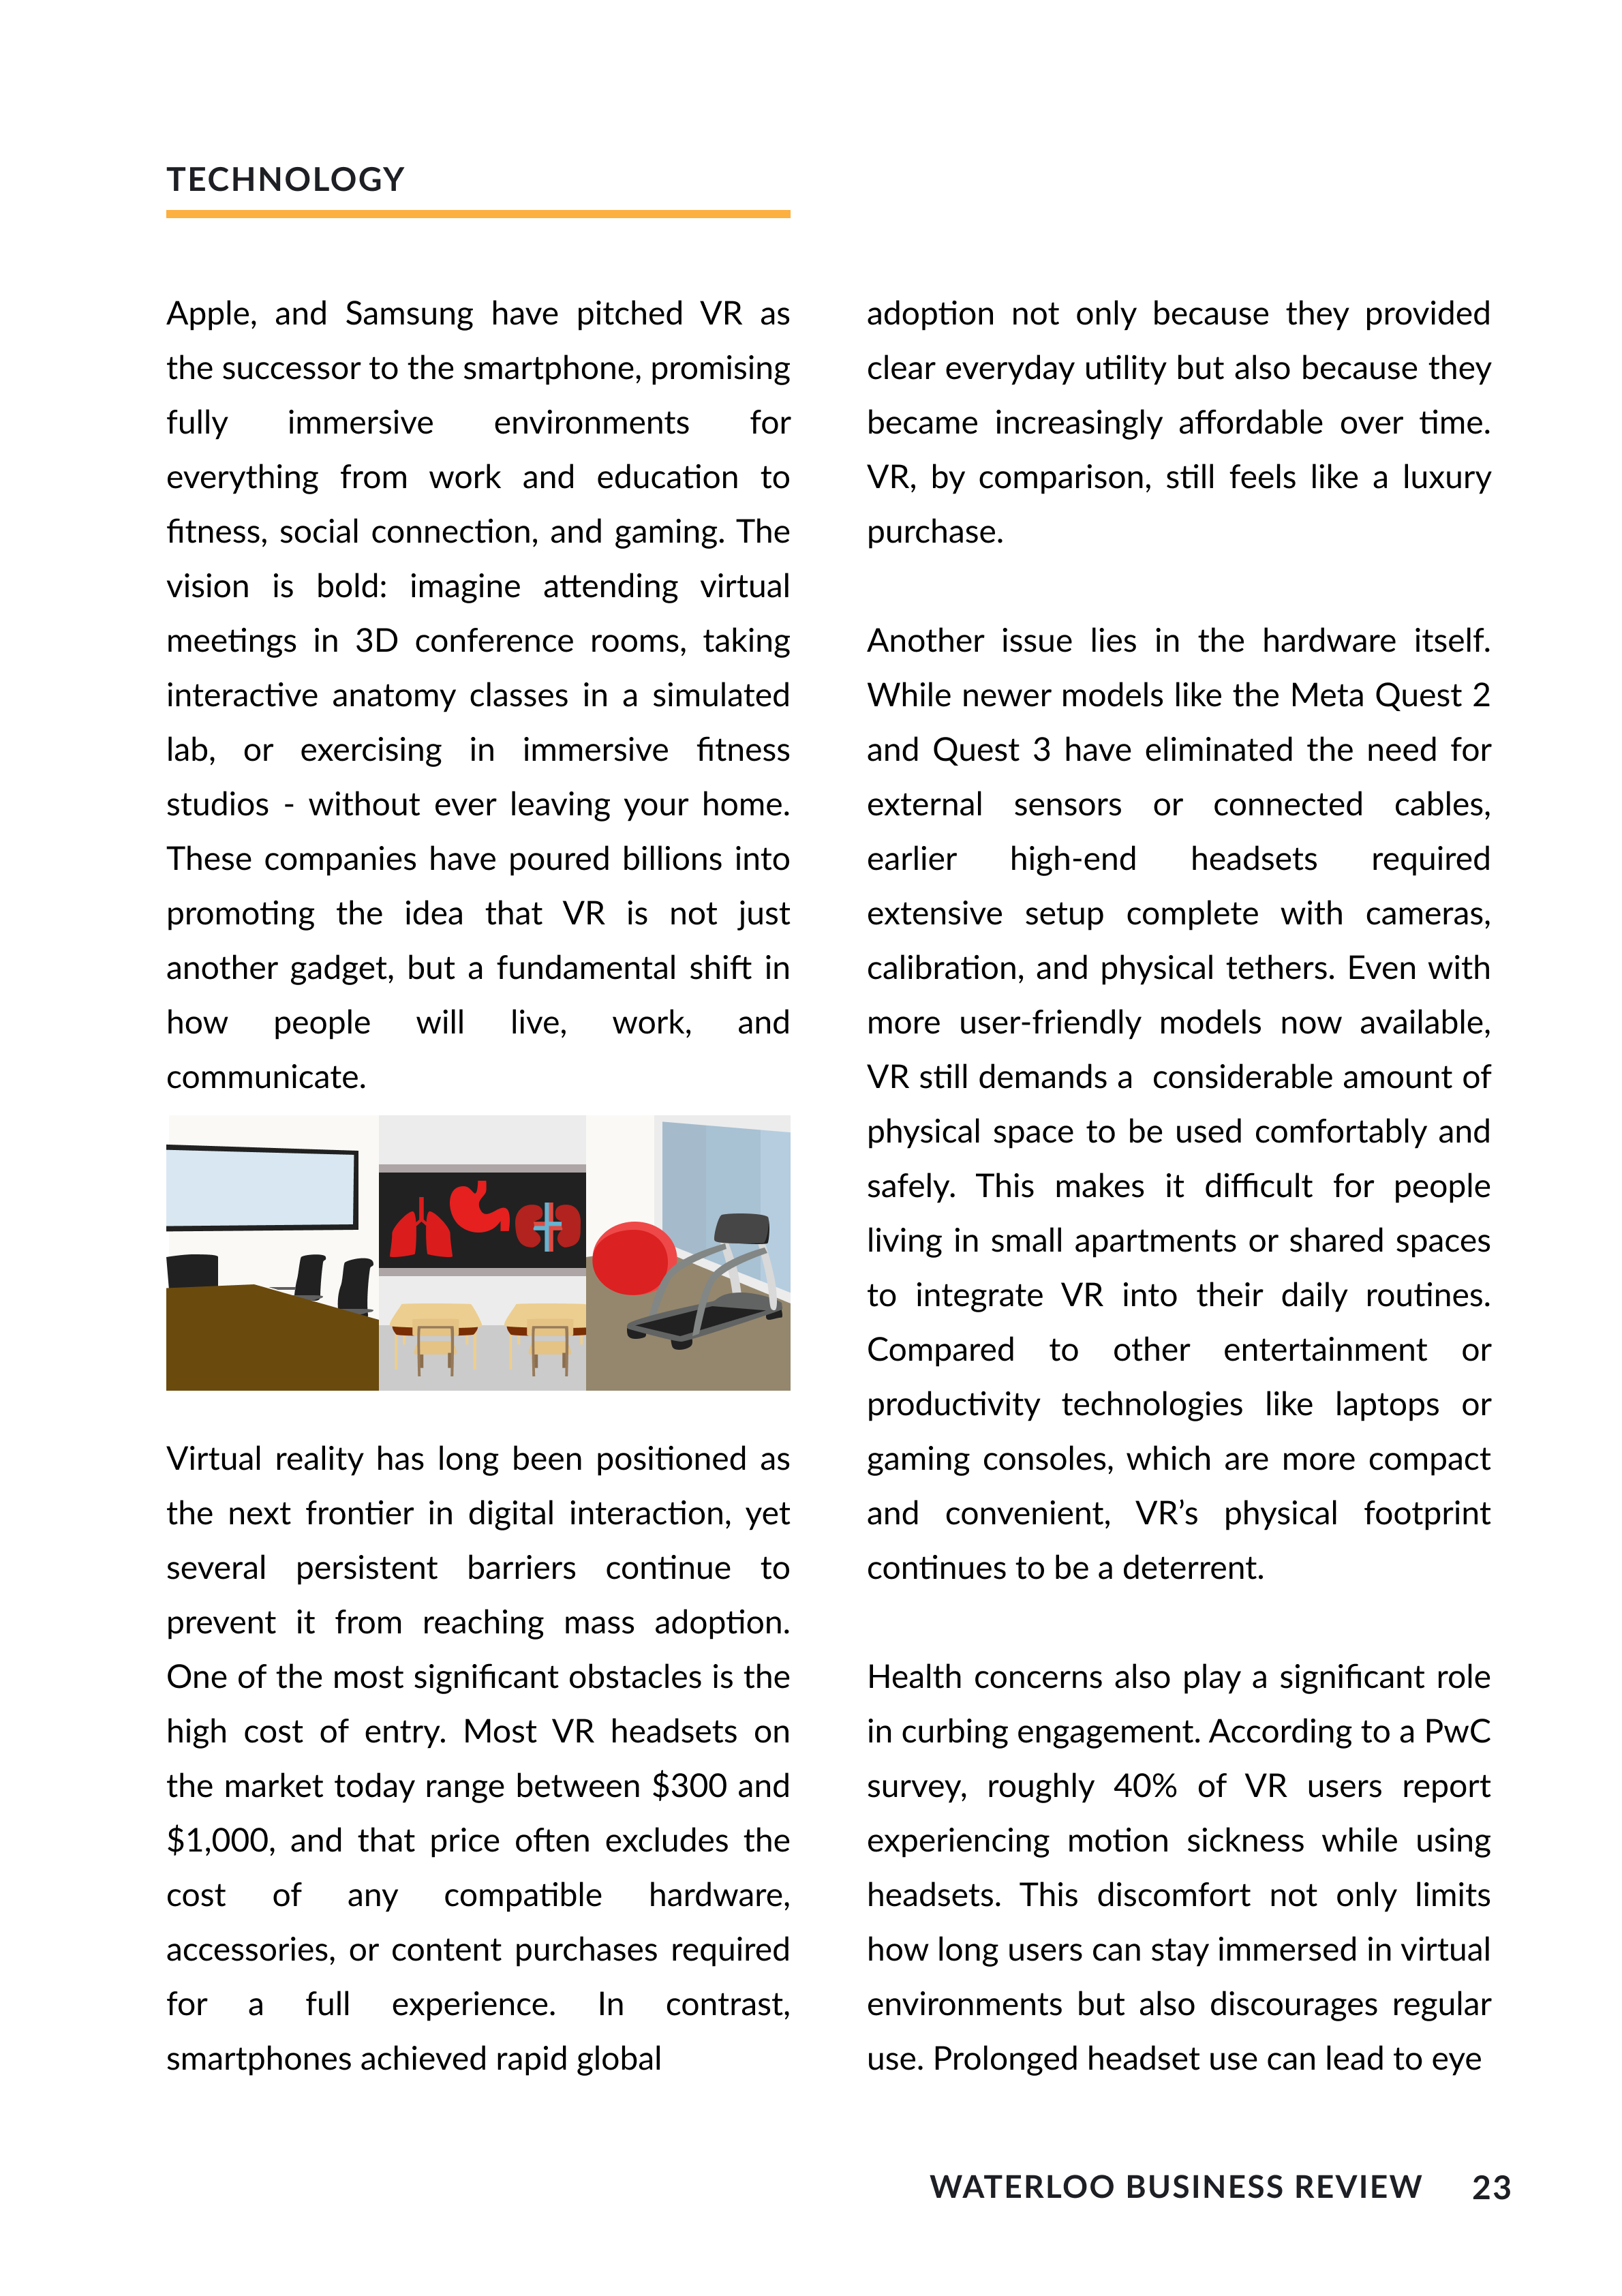 TECHNOLOGY
Apple, and Samsung have pitched VR as
the successor to the smartphone, promising
fully immersive environments for
everything from work and education to
fitness, social connection, and gaming. The
vision is bold: imagine attending virtual
meetings in 3D conference rooms, taking
interactive anatomy classes in a simulated
lab, or exercising in immersive fitness
studios - without ever leaving your home.
These companies have poured billions into
promoting the idea that VR is not just
another gadget, but a fundamental shift in
how people will live, work, and
communicate.
Virtual reality has long been positioned as
the next frontier in digital interaction, yet
several persistent barriers continue to
prevent it from reaching mass adoption.
One of the most significant obstacles is the
high cost of entry. Most VR headsets on
the market today range between $300 and
$1,000, and that price often excludes the
cost of any compatible hardware,
accessories, or content purchases required
for a full experience. In contrast,
smartphones achieved rapid global
adoption not only because they provided
clear everyday utility but also because they
became increasingly affordable over time.
VR, by comparison, still feels like a luxury
purchase.
Another issue lies in the hardware itself.
While newer models like the Meta Quest 2
and Quest 3 have eliminated the need for
external sensors or connected cables,
earlier high-end headsets required
extensive setup complete with cameras,
calibration, and physical tethers. Even with
more user-friendly models now available,
VR still demands a considerable amount of
physical space to be used comfortably and
safely. This makes it difficult for people
living in small apartments or shared spaces
to integrate VR into their daily routines.
Compared to other entertainment or
productivity technologies like laptops or
gaming consoles, which are more compact
and convenient, VR’s physical footprint
continues to be a deterrent.
Health concerns also play a significant role
in curbing engagement. According to a PwC
survey, roughly 40% of VR users report
experiencing motion sickness while using
headsets. This discomfort not only limits
how long users can stay immersed in virtual
environments but also discourages regular
use. Prolonged headset use can lead to eye
WATERLOO BUSINESS REVIEW 23